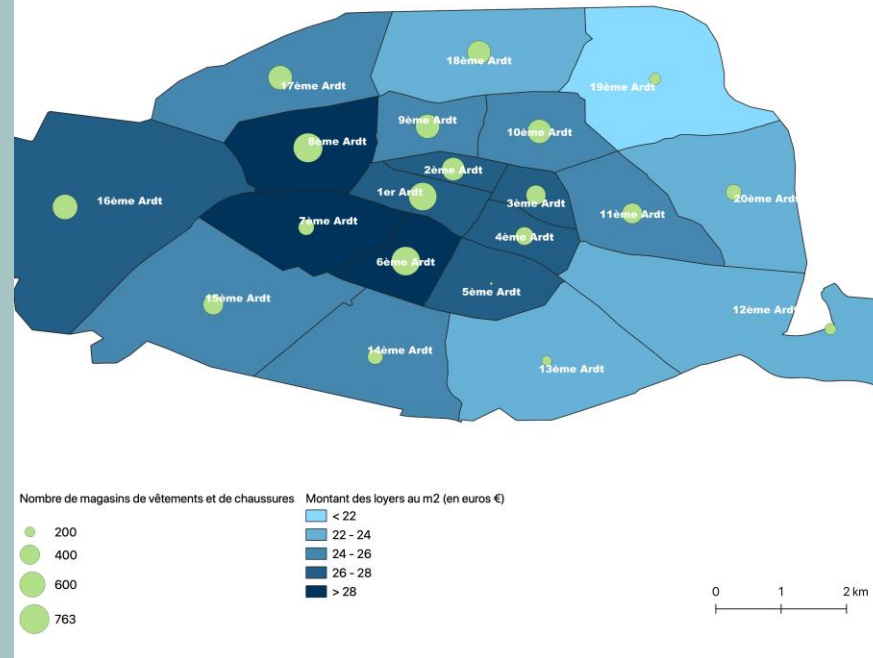 18ème Ardt
17ème Ardt
19ème Ardt
9ème Ardt
10ème Ardt
8ème Ardt
2ème Ardt
1er Ardt
3ème Ardt
20ème Ardt
16ème Ardt
11ème Ardt
7ème Ardt
4ème Ardt
6ème Ardt
5ème Ardt
15ème Ardt
12ème Ardt
14ème Ardt
13ème Ardt
Nombre de magasins de vêtements et de chaussures
200
400
600
763
Montant des loyers au m2 (en euros €)
< 22
22 - 24
24 - 26
26 - 28
> 28
0 1 2 km